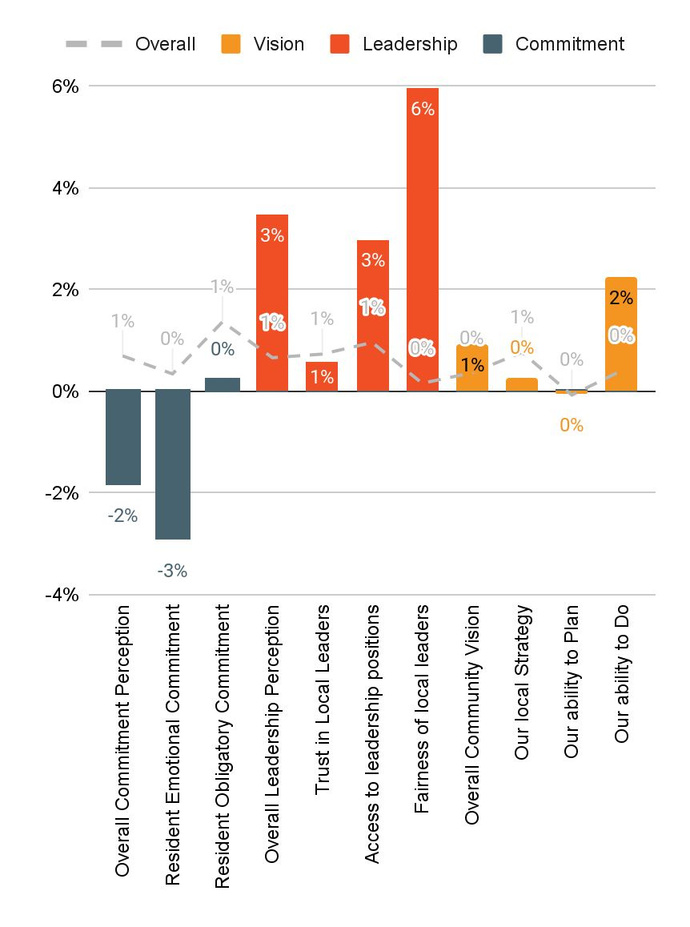 Overall Vision Leadership Commitment
6%
6%
4%
3%
3%
2%
2%
1%
1%
1%
1%
1%
1%
0%
0%
0%
0%
0%
0%
0%
1%
1%
0%
0%
-2%
-2%
-3%
-4%
Overall Commitment Perception
Resident Emotional Commitment
Resident Obligatory Commitment
Overall Leadership Perception
Trust in Local Leaders
Access to leadership positions
Fairness of local leaders
Overall Community Vision
Our local Strategy
Our ability to Plan
Our ability to Do